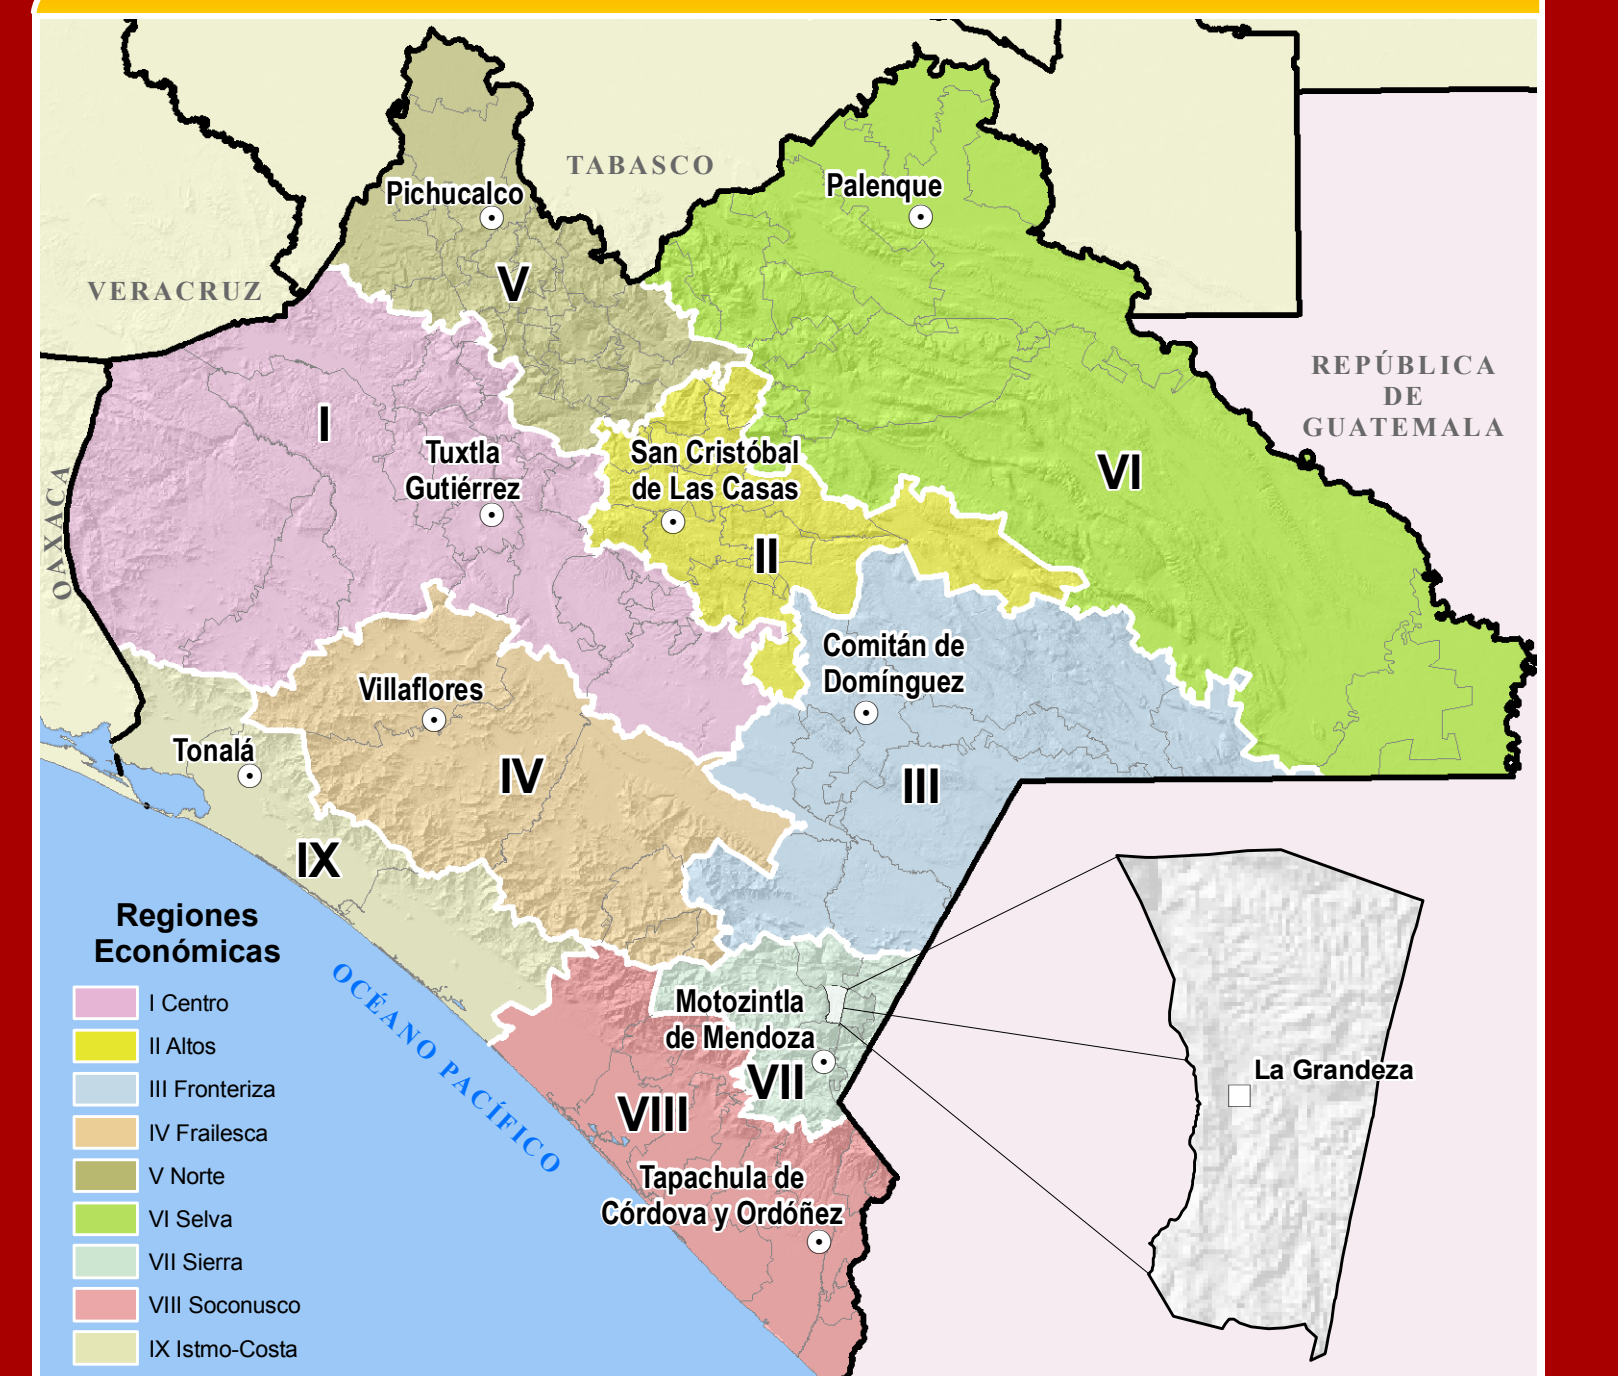 TABASCO
Pichucalco
Palenque
V
VERACRUZ
REPÚBLICA
DE
GUATEMALA
I
Tuxtla
Gutiérrez
San Cristóbal
de Las Casas
VI
OAXACA
II
Comitán de
Domínguez
Villaflores
Tonalá
IV
III
IX
Regiones
Económicas
I Centro
II Altos
III Fronteriza
IV Frailesca
V Norte
VI Selva
VII Sierra
VIII Soconusco
IX Istmo-Costa
OCÉANO PACÍFICO
Motozintla
de Mendoza
VII
VIII
La Grandeza
Tapachula de
Córdova y Ordóñez